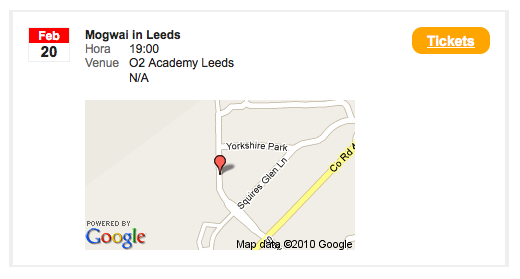 Feb
20
Mogwai in Leeds
Hora 19:00
Venue O2 Academy Leeds
N/A
Tickets
Yorkshire Park
Squires Glen Ln
Co Rd
POWERED BY
Google
Map data ©2010 Google